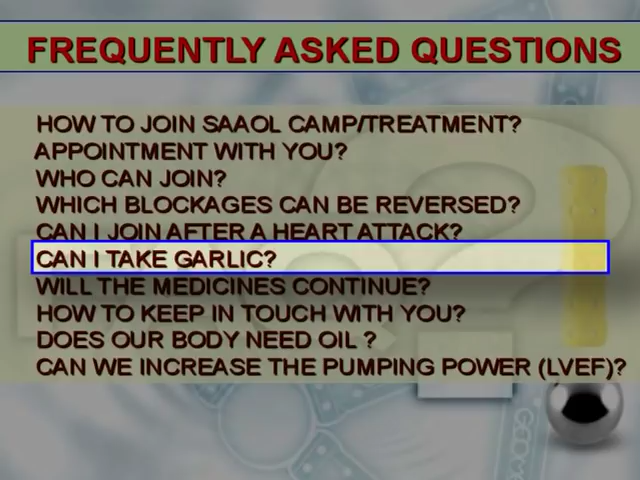 FREQUENTLY ASKED QUESTIONS
HOW TO JOIN SAAOL CAMP/TREATMENT?
APPOINTMENT WITH YOU?
WHO CAN JOIN?
WHICH BLOCKAGES CAN BE REVERSED?
CAN I JOIN AFTER A HEART ATTACK?
CAN I TAKE GARLIC?
WILL THE MEDICINES CONTINUE?
HOW TO KEEP IN TOUCH WITH YOU?
DOES OUR BODY NEED OIL ?
CAN WE INCREASE THE PUMPING POWER (LVEF)?